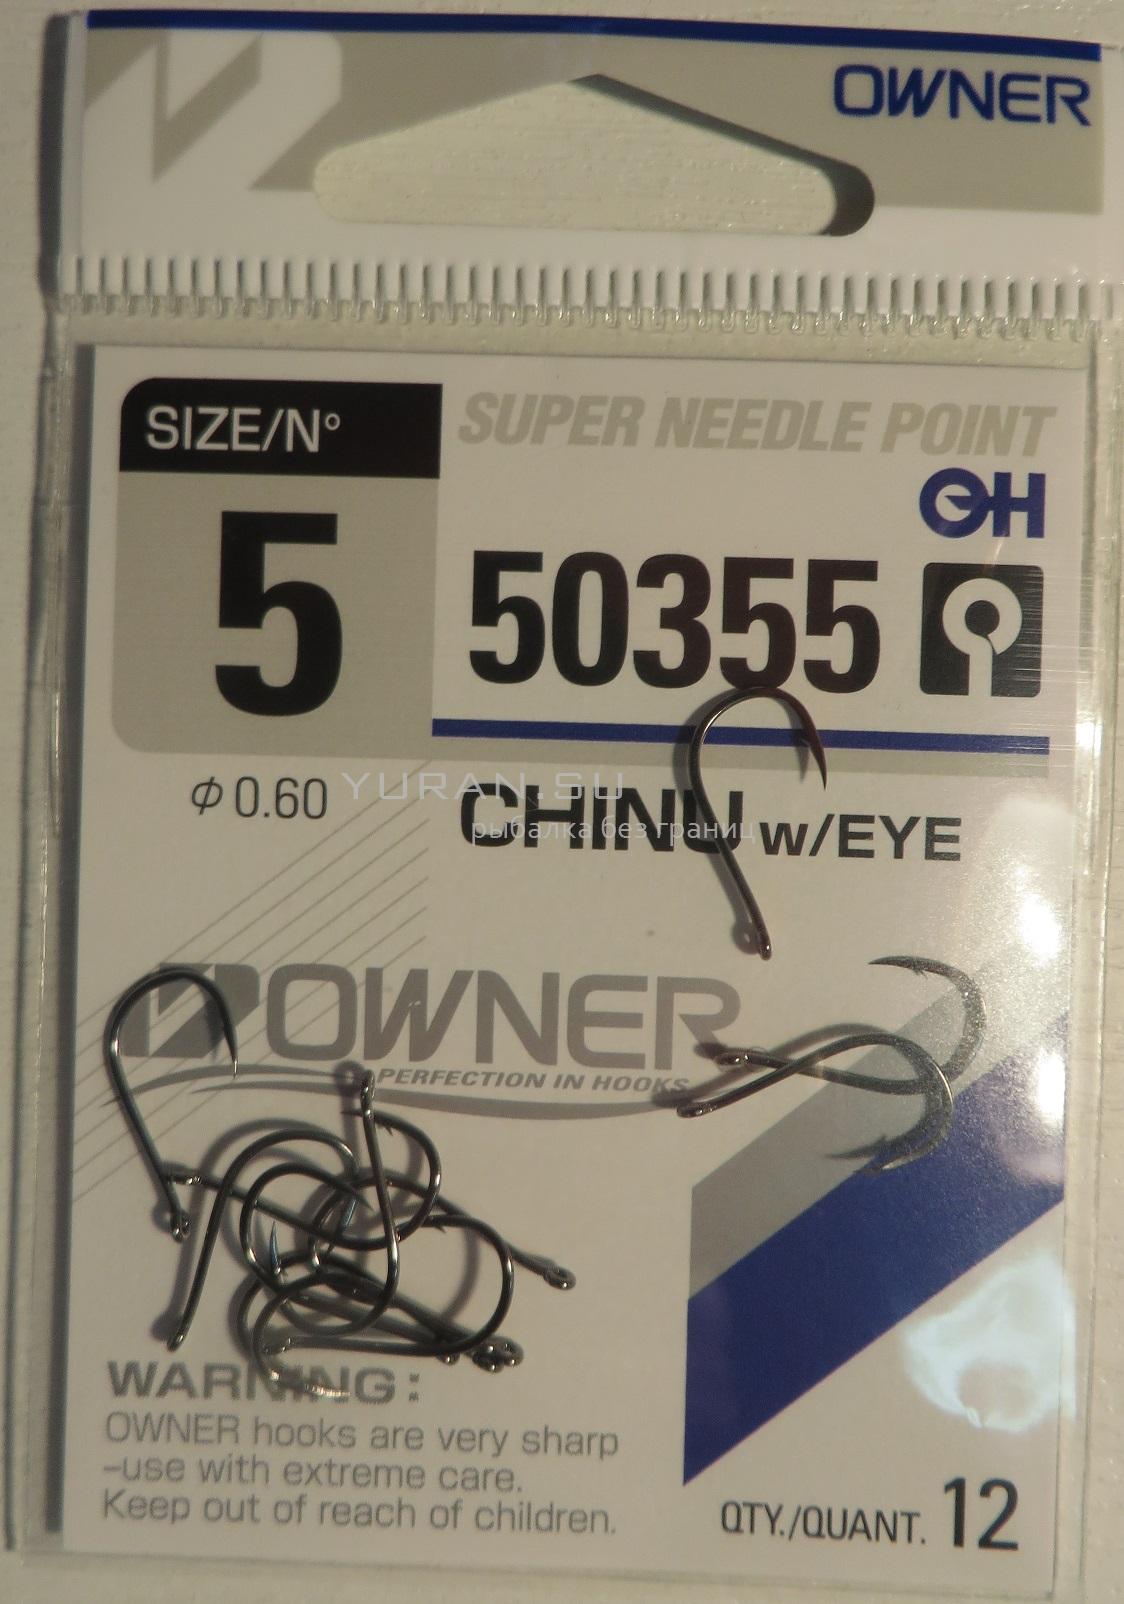 OWNER
SIZE/Nº
SUPER NEEDLE POINT
5
50355
φ 0.60
YURAN.SU
CHINU w/EYE
рыбалка без границ
OWNER
PERFECTION IN HOOKS
WARNING:
OWNER hooks are very sharp
–use with extreme care.
Keep out of reach of children.
QTY./QUANT. 12